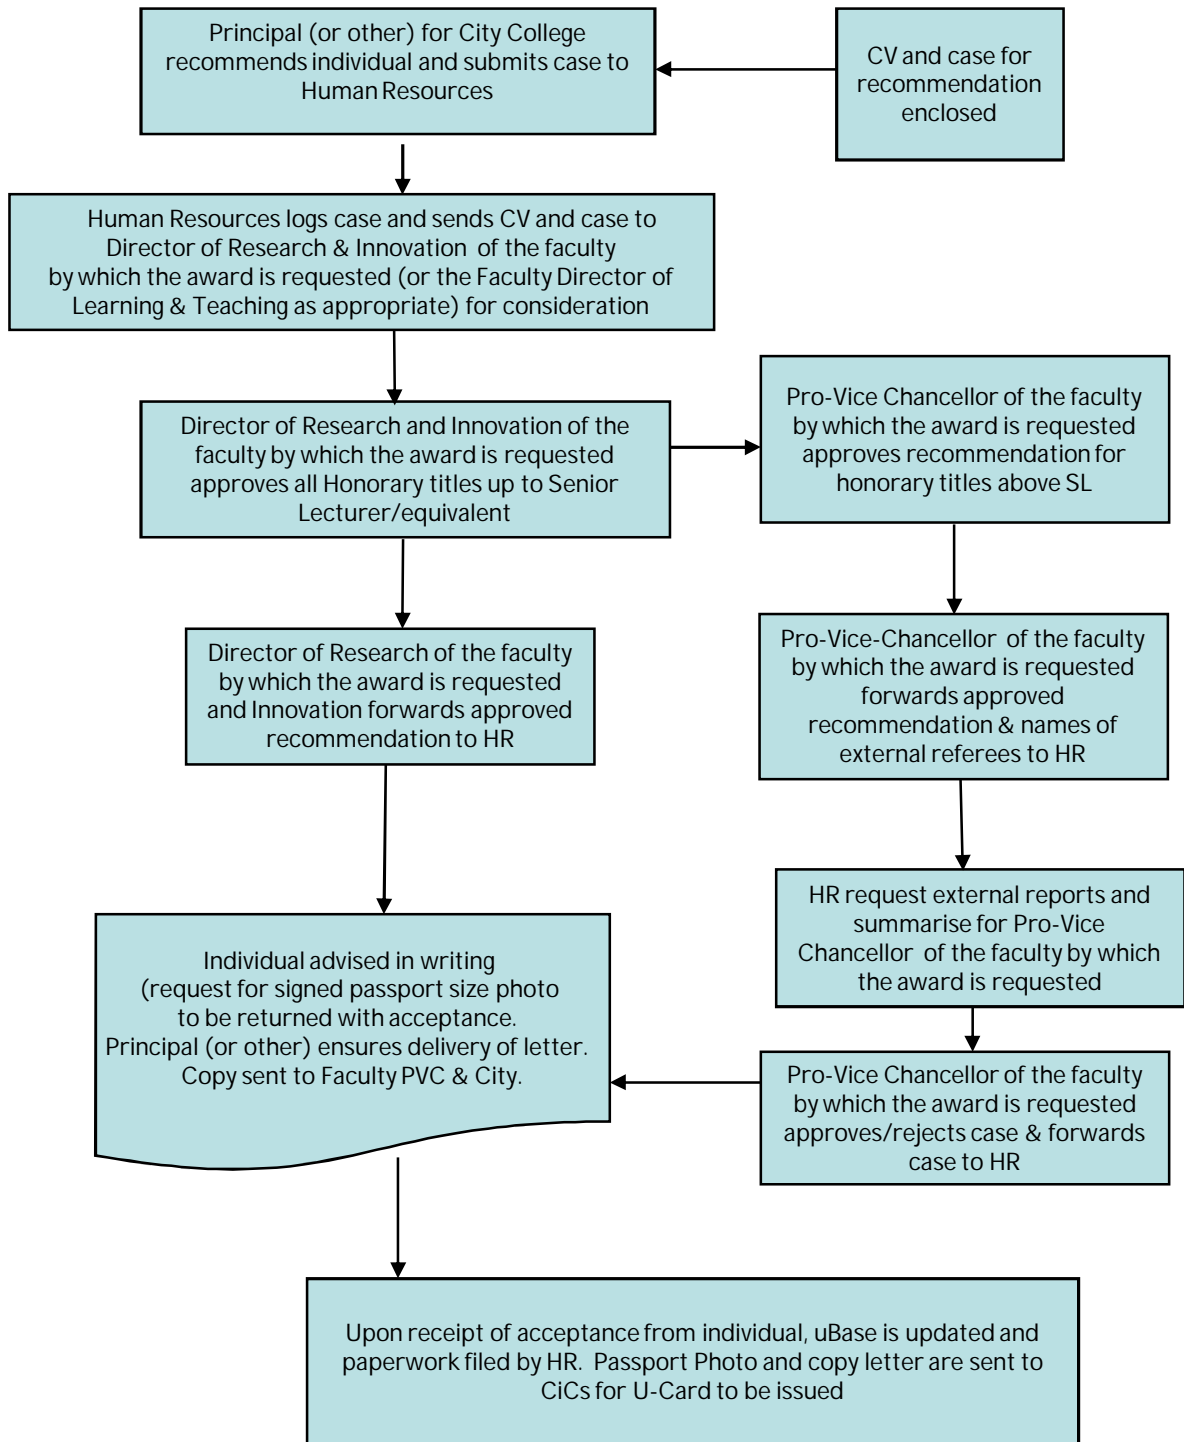 Principal (or other) for City College
recommends individual and submits case to
Human Resources
CV and case for
recommendation
enclosed
Human Resources logs case and sends CV and case to
Director of Research & Innovation of the faculty
by which the award is requested (or the Faculty Director of
Learning & Teaching as appropriate) for consideration
Director of Research and Innovation of the
faculty by which the award is requested
approves all Honorary titles up to Senior
Lecturer/equivalent
Pro-Vice Chancellor of the faculty
by which the award is requested
approves recommendation for
honorary titles above SL
Director of Research of the faculty
by which the award is requested
and Innovation forwards approved
recommendation to HR
Pro-Vice-Chancellor of the faculty
by which the award is requested
forwards approved
recommendation & names of
external referees to HR
HR request external reports and
summarise for Pro-Vice
Chancellor of the faculty by which
the award is requested
Individual advised in writing
(request for signed passport size photo
to be returned with acceptance.
Principal (or other) ensures delivery of letter.
Copy sent to Faculty PVC & City.
Pro-Vice Chancellor of the faculty
by which the award is requested
approves/rejects case & forwards
case to HR
Upon receipt of acceptance from individual, uBase is updated and
paperwork filed by HR. Passport Photo and copy letter are sent to
CiCs for U-Card to be issued